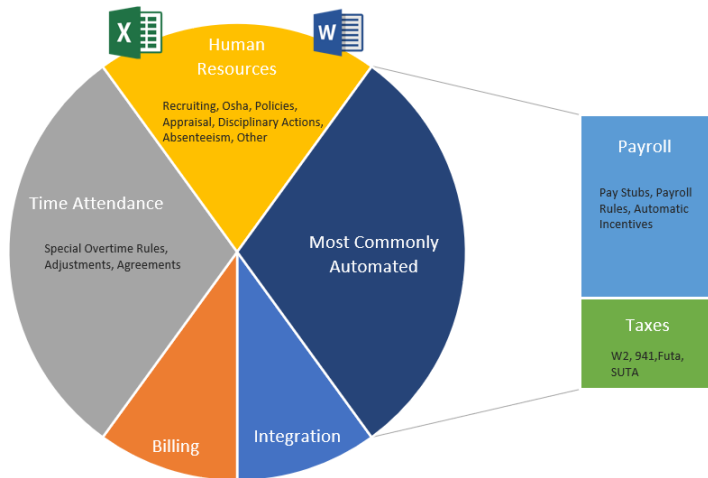 X
W
Human
Resources
Recruiting, Osha, Policies,
Appraisal, Disciplinary Actions,
Absenteeism, Other
Time Attendance
Special Overtime Rules,
Adjustments, Agreements
Most Commonly
Automated
Billing
Integration
Payroll
Pay Stubs, Payroll
Rules, Automatic
Incentives
Taxes
W2, 941,Futa,
SUTA